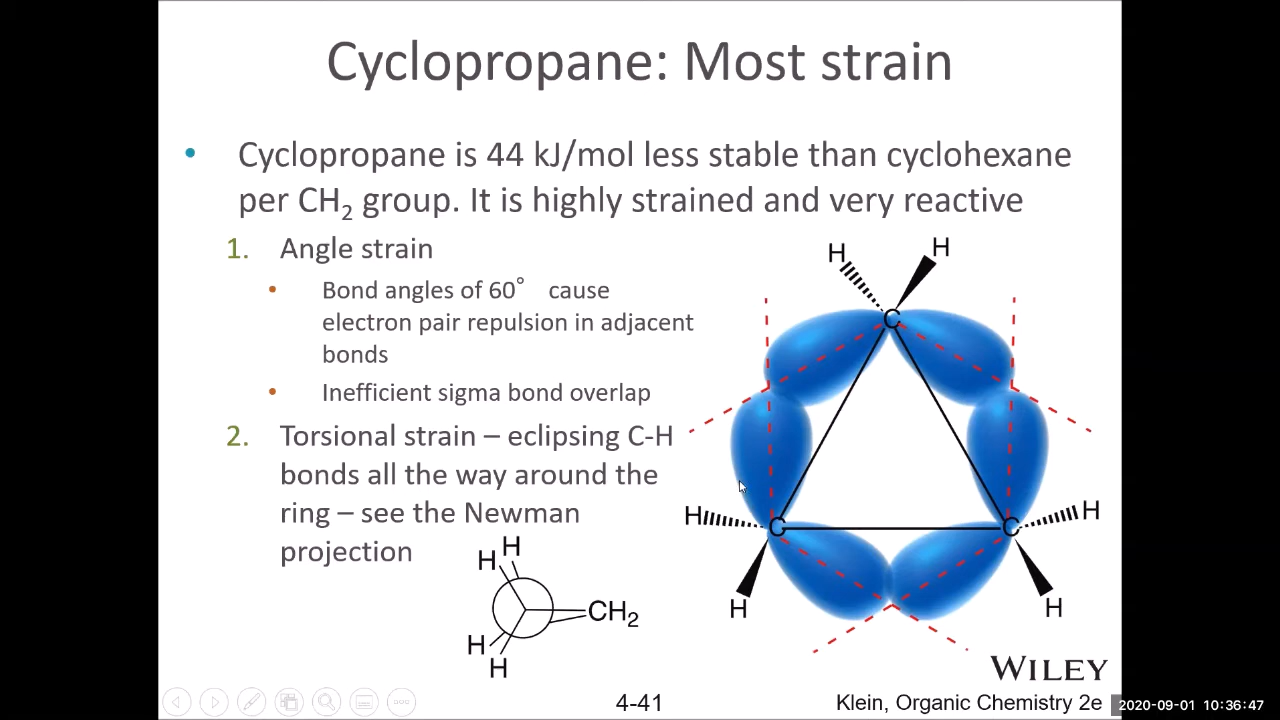 Cyclopropane: Most strain
• Cyclopropane is 44 kJ/mol less stable than cyclohexane
per CH₂ group. It is highly strained and very reactive
1. Angle strain
• Bond angles of 60° cause
electron pair repulsion in adjacent
bonds
• Inefficient sigma bond overlap
2. Torsional strain – eclipsing C-H
bonds all the way around the
ring – see the Newman
projection
H H
CH₂
H
H
H H
C
H C C H
H H
WILEY
4-41 Klein, Organic Chemistry 2e 2020-09-01 10:36:47